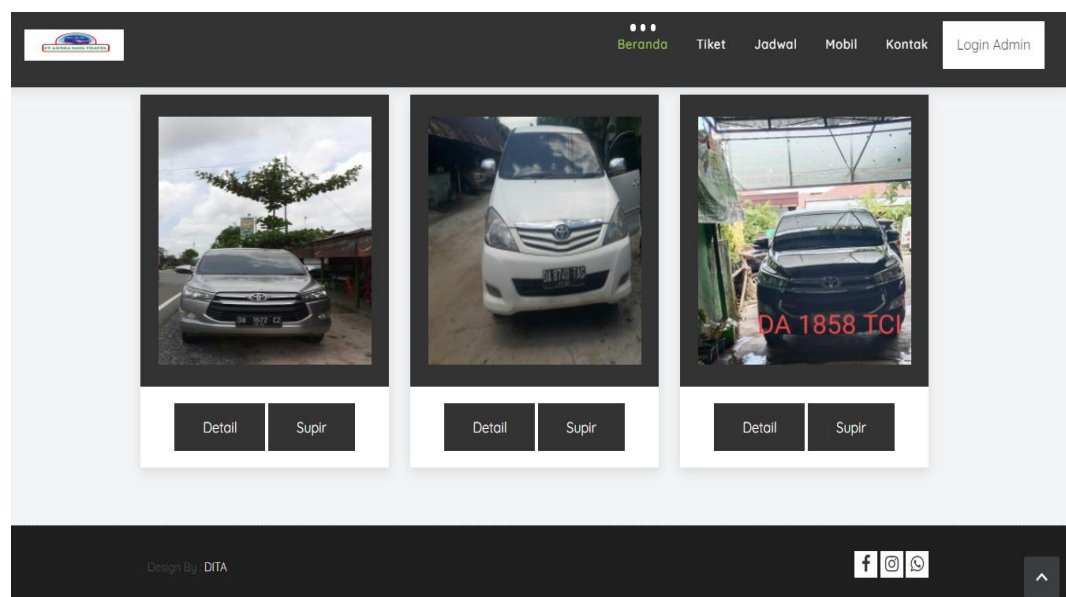 Beranda
Tiket
Jadwal
Mobil
Kontak
Login Admin
DA 1858 TCI
Detail
Supir
Detail
Supir
Detail
Supir
Design By : DITA